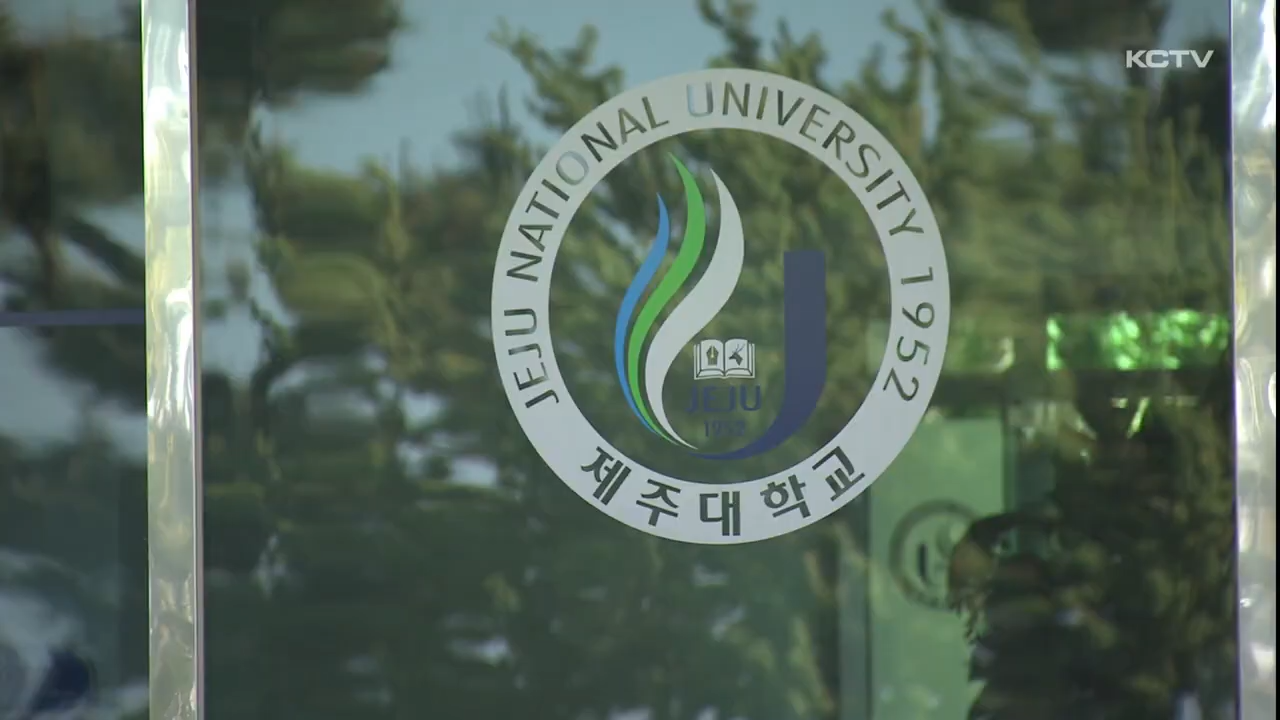 KCTV
JEJU NATIONAL UNIVERSITY 1952
JEJU
1952
제주대학교